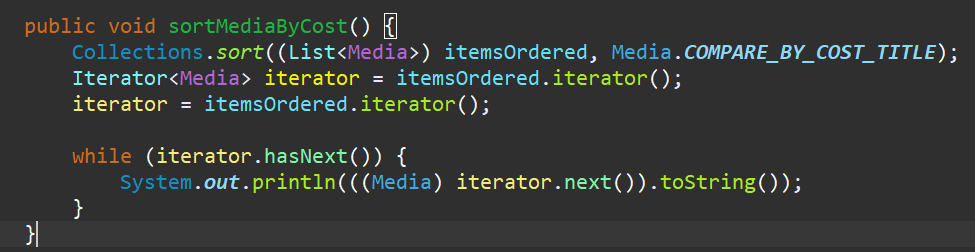 public void sortMediaByCost() {
    Collections.sort((List<Media>) itemsOrdered, Media.COMPARE_BY_COST_TITLE);
    Iterator<Media> iterator = itemsOrdered.iterator();
    iterator = itemsOrdered.iterator();

    while (iterator.hasNext()) {
        System.out.println(((Media) iterator.next()).toString());
    }
}